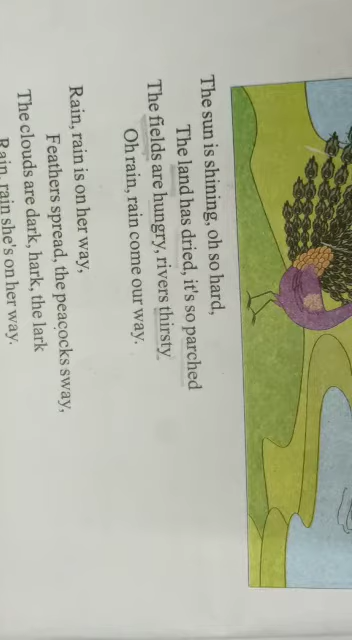 The sun is shining, oh so hard,
The land has dried, it's so parched
The fields are hungry, rivers thirsty
Oh rain, rain come our way.
Rain, rain is on her way,
Feathers spread, the peacocks sway,
The clouds are dark, hark, the lark
Rain, rain she's on her way.